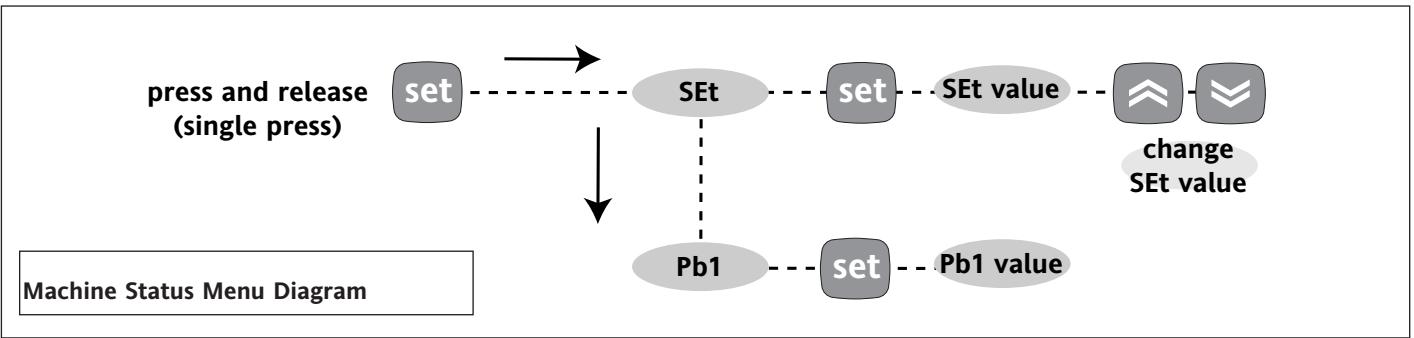 press and release
(single press)
set
SEt
set
SEt value
change
SEt value
Pb1
set
Pb1 value
Machine Status Menu Diagram